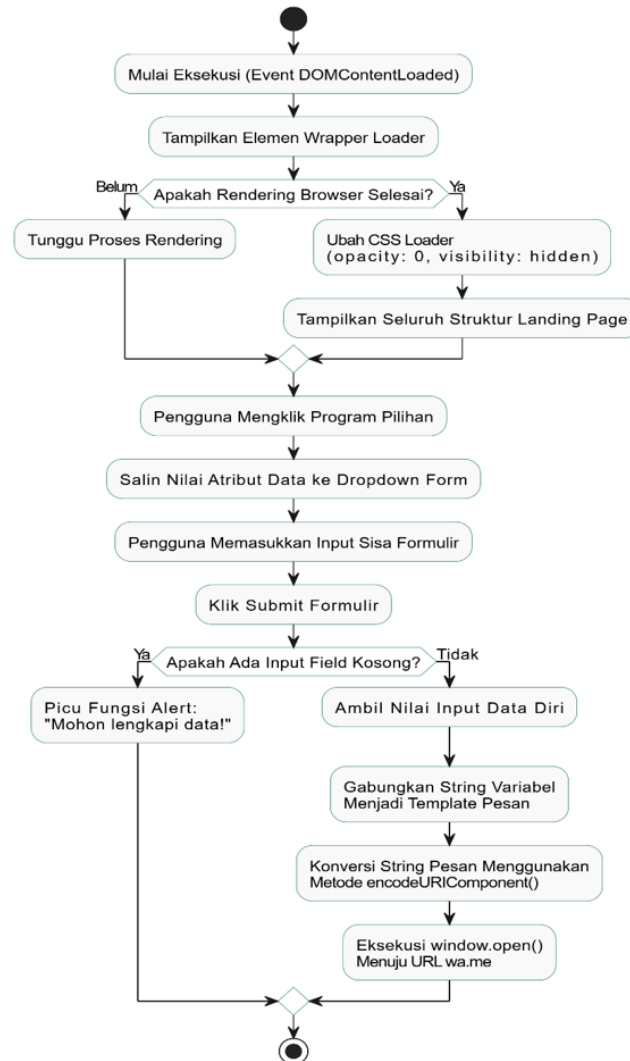 Mulai Eksekusi (Event DOMContentLoaded)
Tampilkan Elemen Wrapper Loader
Belum
Apakah Rendering Browser Selesai?
Ya
Tunggu Proses Rendering
Ubah CSS Loader
(opacity: 0, visibility: hidden)
Tampilkan Seluruh Struktur Landing Page
Pengguna Mengklik Program Pilihan
Salin Nilai Atribut Data ke Dropdown Form
Pengguna Memasukkan Input Sisa Formulir
Klik Submit Formulir
Ya
Apakah Ada Input Field Kosong?
Tidak
Picu Fungsi Alert:
"Mohon lengkapi data!"
Ambil Nilai Input Data Diri
Gabungkan String Variabel
Menjadi Template Pesan
Konversi String Pesan Menggunakan
Metode encodeURIComponent()
Eksekusi window.open()
Menuju URL wa.me